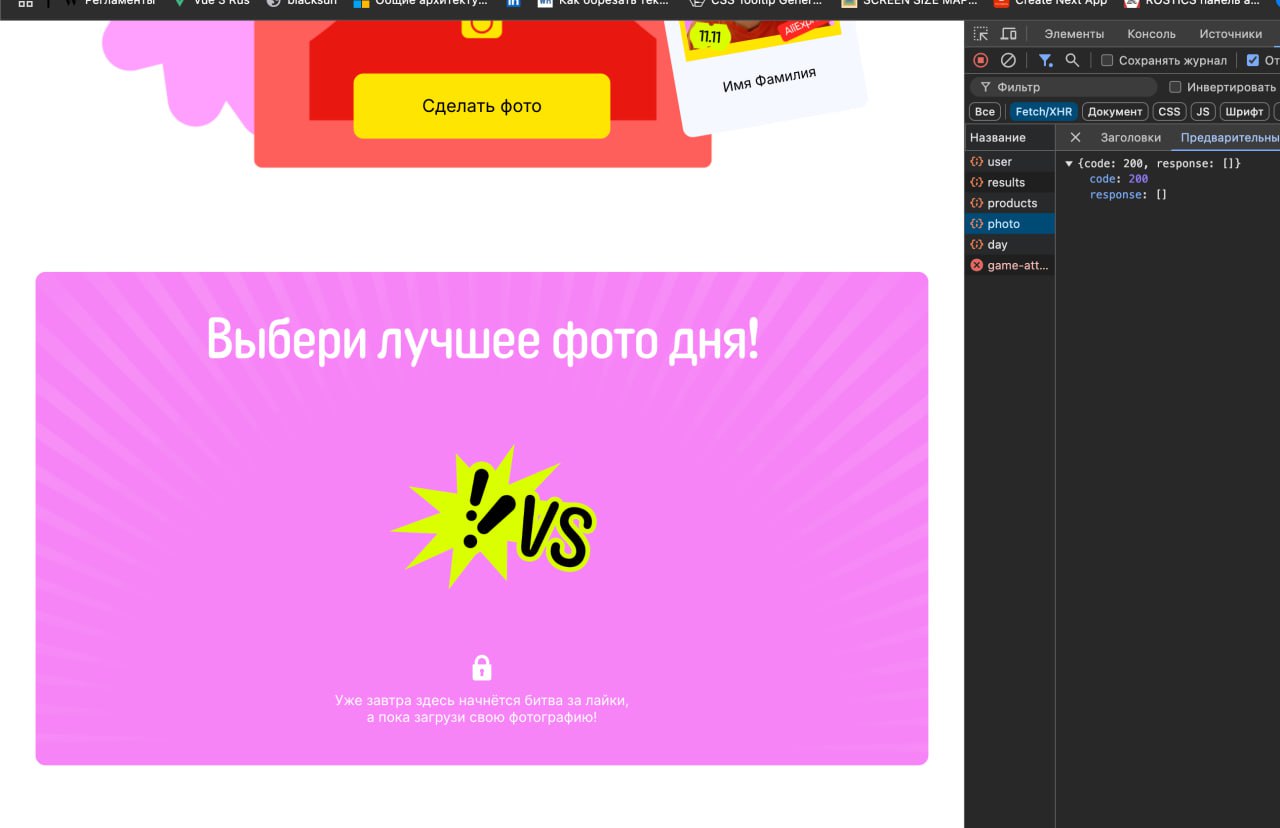 Регламенты
Vue 3 Rus
blacksun
Общие архитекту...
Как обрезать тек...
CSS Tooltip Gener...
SCREEN SIZE MAP...
Create Next App
ROSTICS панель а...
11.11
AliExp
Имя Фамилия
Сделать фото
Выбери лучшее фото дня!
VS
Уже завтра здесь начнётся битва за лайки,
а пока загрузи свою фотографию!
Элементы
Консоль
Источники
Сохранять журнал
От
Фильтр
Инвертировать
Все
Fetch/XHR
Документ
CSS
JS
Шрифт
Название
Заголовки
Предварительны
user
results
products
photo
day
game-att...
{code: 200, response: []}
code: 200
response: []